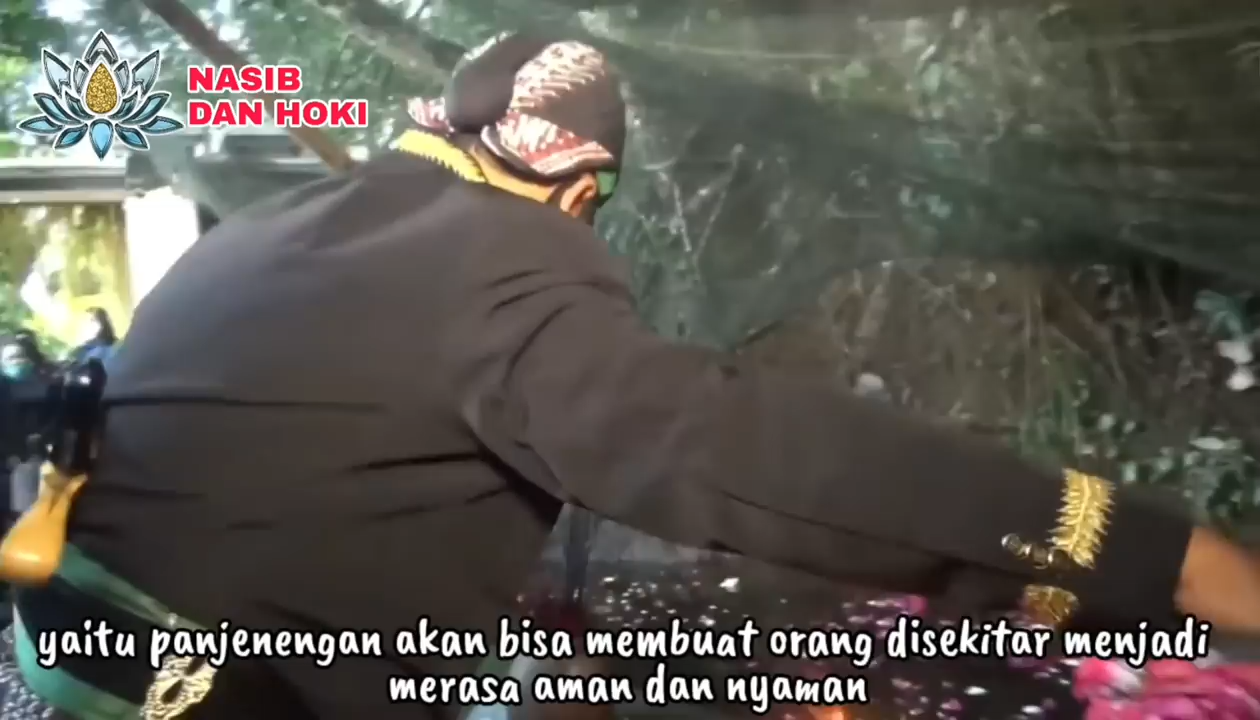 NASIB
DAN HOKI
yaitu panjenengan akan bisa membuat orang disekitar menjadi
merasa aman dan nyaman